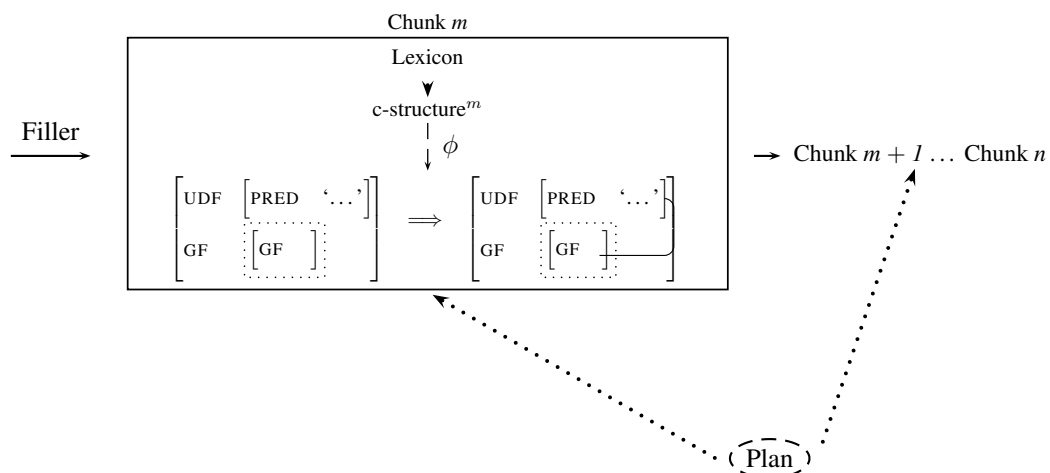 Chunk m
Lexicon
c-structure^m
Filler
ϕ
Chunk m + 1 … Chunk n
UDF [PRED ‘…’] ⟹ UDF [PRED ‘…’]
GF [GF ] GF [GF ]
Plan